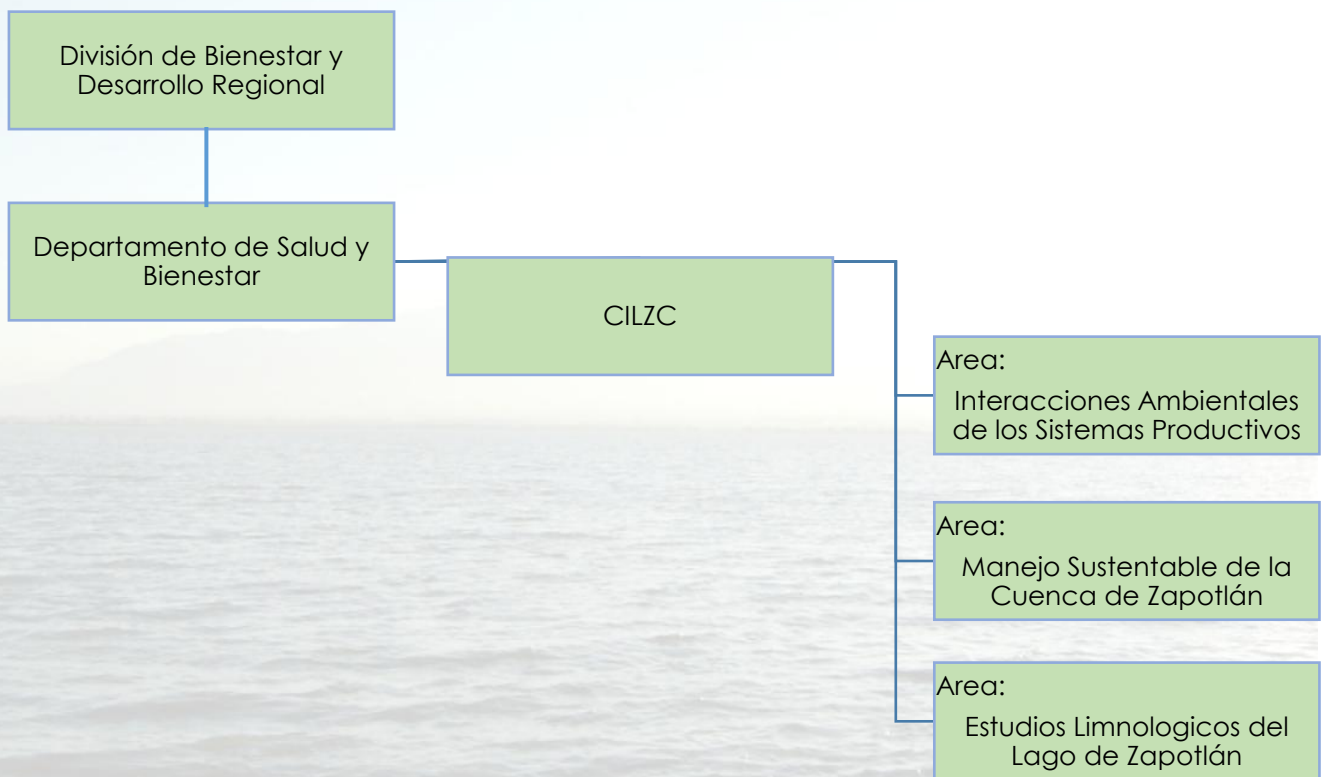 División de Bienestar y
Desarrollo Regional
Departamento de Salud y
Bienestar
CILZC
Area:
Interacciones Ambientales
de los Sistemas Productivos
Area:
Manejo Sustentable de la
Cuenca de Zapotlán
Area:
Estudios Limnologicos del
Lago de Zapotlán